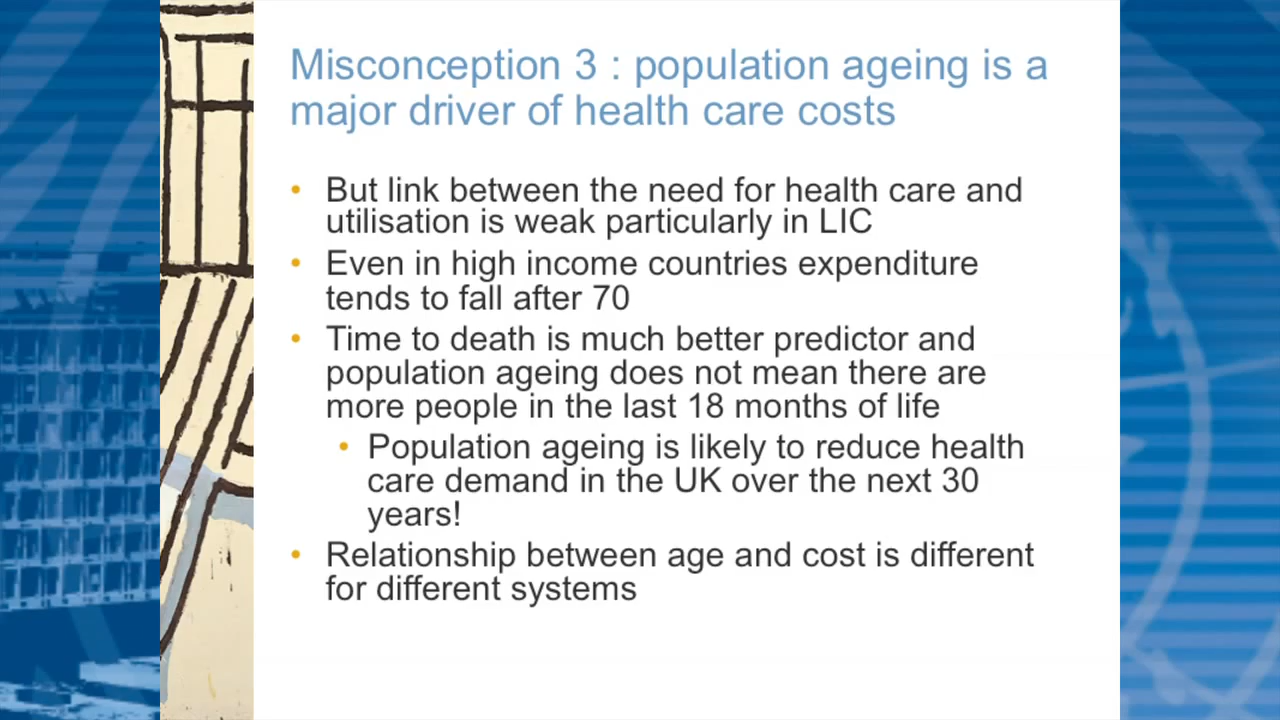 Misconception 3 : population ageing is a
major driver of health care costs
• But link between the need for health care and
utilisation is weak particularly in LIC
• Even in high income countries expenditure
tends to fall after 70
• Time to death is much better predictor and
population ageing does not mean there are
more people in the last 18 months of life
• Population ageing is likely to reduce health
care demand in the UK over the next 30
years!
• Relationship between age and cost is different
for different systems